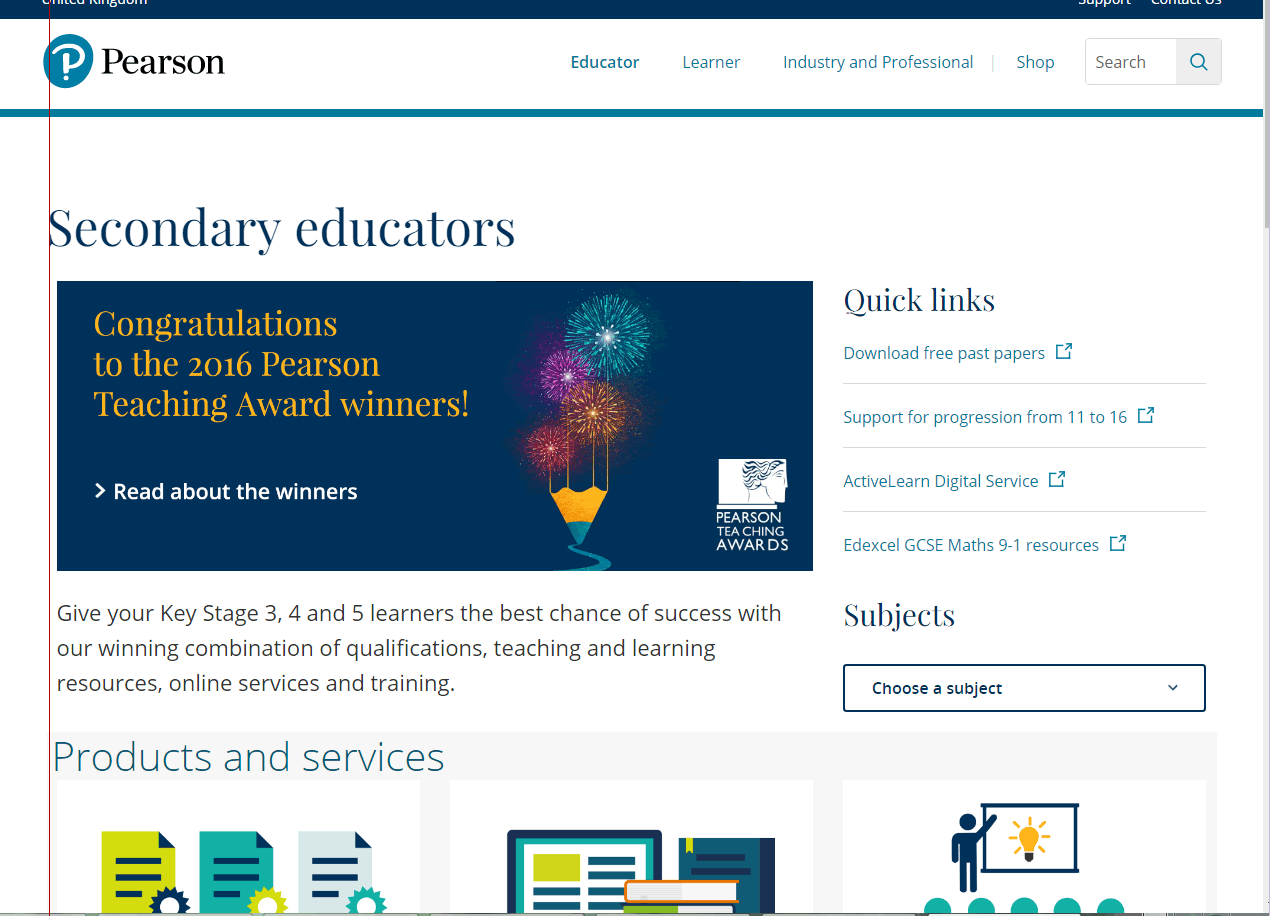 United Kingdom
Support Contact Us
Pearson
Educator Learner Industry and Professional Shop Search
Secondary educators
Congratulations
to the 2016 Pearson
Teaching Award winners!
Read about the winners
PEARSON
TEACHING
AWARDS
Quick links
Download free past papers
Support for progression from 11 to 16
ActiveLearn Digital Service
Edexcel GCSE Maths 9-1 resources
Give your Key Stage 3, 4 and 5 learners the best chance of success with
our winning combination of qualifications, teaching and learning
resources, online services and training.
Subjects
Choose a subject
Products and services